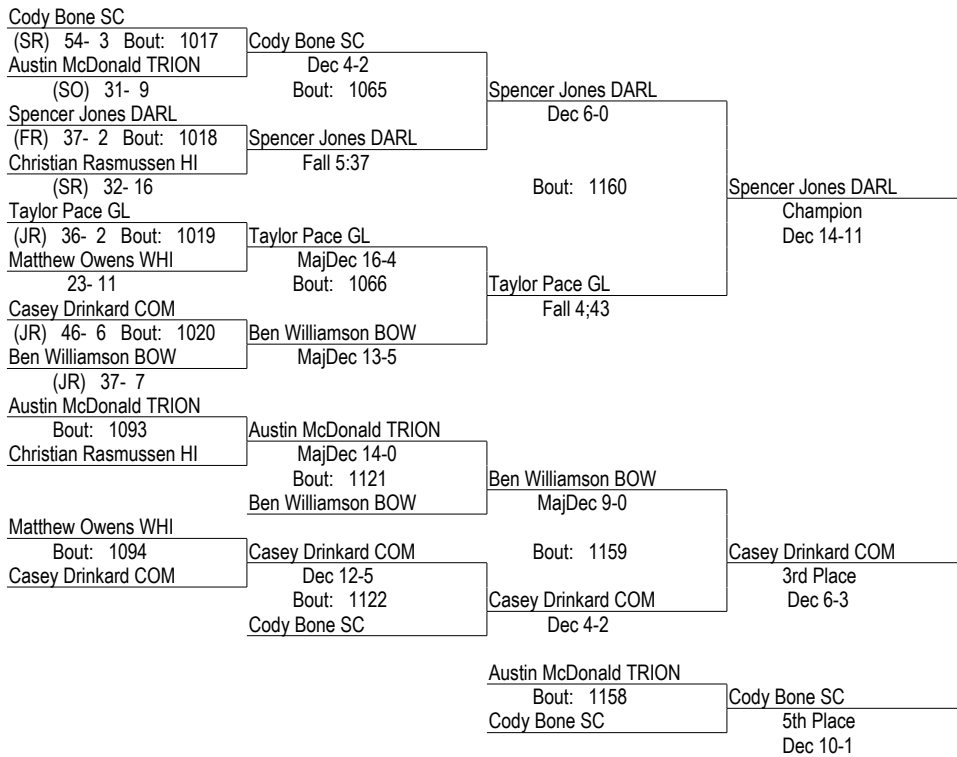 Cody Bone SC
(SR) 54- 3 Bout: 1017
Cody Bone SC
Austin McDonald TRION
Dec 4-2
(SO) 31- 9
Bout: 1065
Spencer Jones DARL
Spencer Jones DARL
Dec 6-0
(FR) 37- 2 Bout: 1018
Spencer Jones DARL
Christian Rasmussen HI
Fall 5:37
(SR) 32- 16
Bout: 1160
Spencer Jones DARL
Taylor Pace GL
Champion
(JR) 36- 2 Bout: 1019
Taylor Pace GL
Dec 14-11
Matthew Owens WHI
MajDec 16-4
23- 11
Bout: 1066
Taylor Pace GL
Casey Drinkard COM
Fall 4;43
(JR) 46- 6 Bout: 1020
Ben Williamson BOW
Ben Williamson BOW
MajDec 13-5
(JR) 37- 7
Austin McDonald TRION
Bout: 1093
Austin McDonald TRION
Christian Rasmussen HI
MajDec 14-0
Bout: 1121
Ben Williamson BOW
Ben Williamson BOW
MajDec 9-0
Matthew Owens WHI
Bout: 1094
Casey Drinkard COM
Bout: 1159
Casey Drinkard COM
Casey Drinkard COM
Dec 12-5
3rd Place
Bout: 1122
Casey Drinkard COM
Dec 6-3
Cody Bone SC
Dec 4-2
Austin McDonald TRION
Bout: 1158
Cody Bone SC
Cody Bone SC
5th Place
Dec 10-1